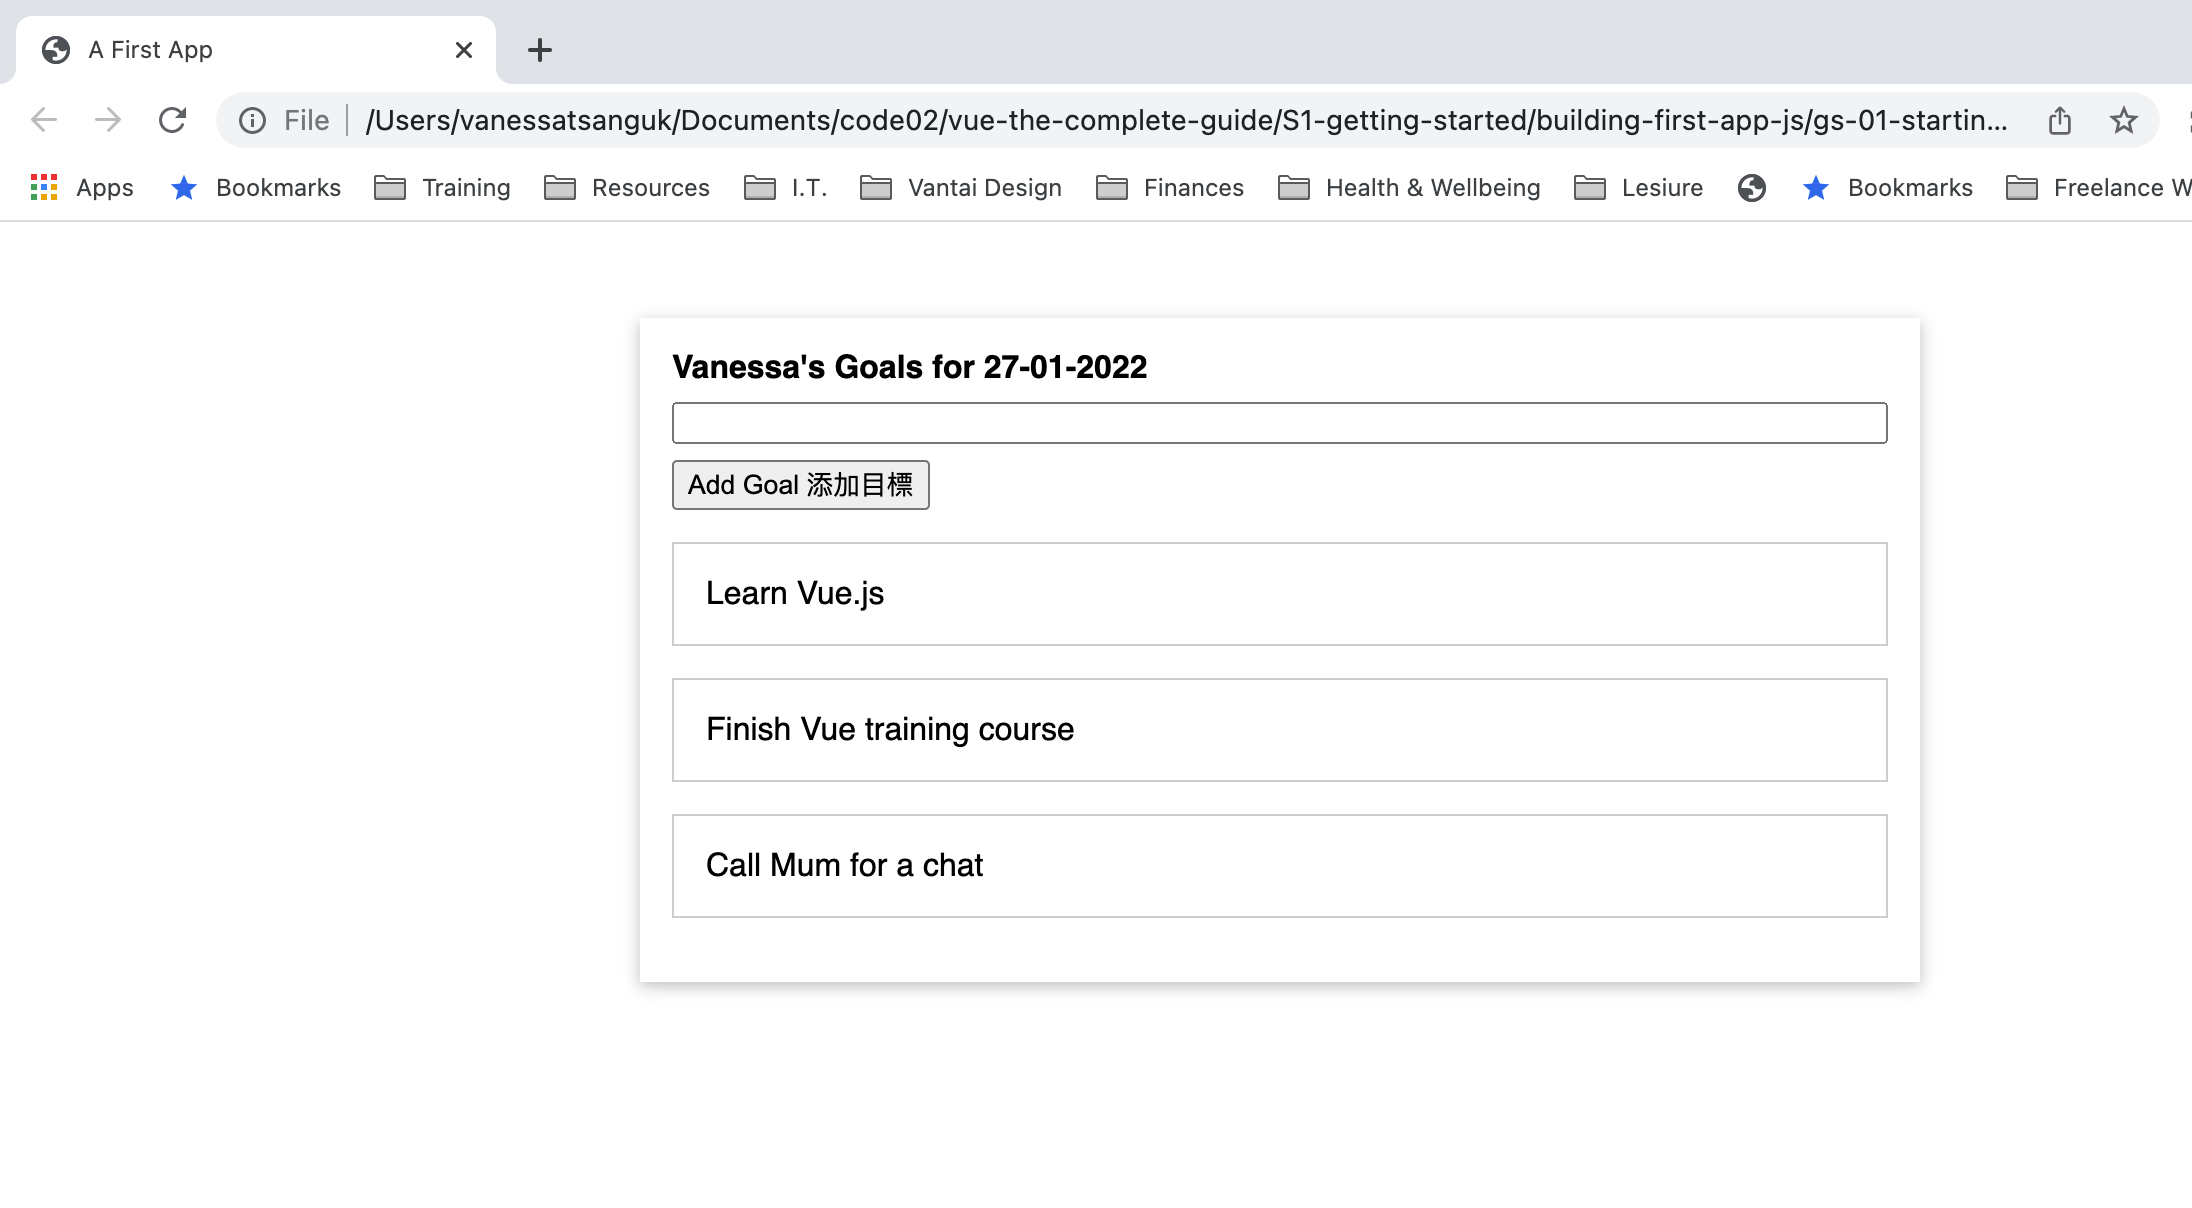 A First App
File /Users/vanessatsanguk/Documents/code02/vue-the-complete-guide/S1-getting-started/building-first-app-js/gs-01-startin...
Apps Bookmarks Training Resources I.T. Vantai Design Finances Health & Wellbeing Lesiure Bookmarks Freelance W
Vanessa's Goals for 27-01-2022
Add Goal 添加目標
Learn Vue.js
Finish Vue training course
Call Mum for a chat